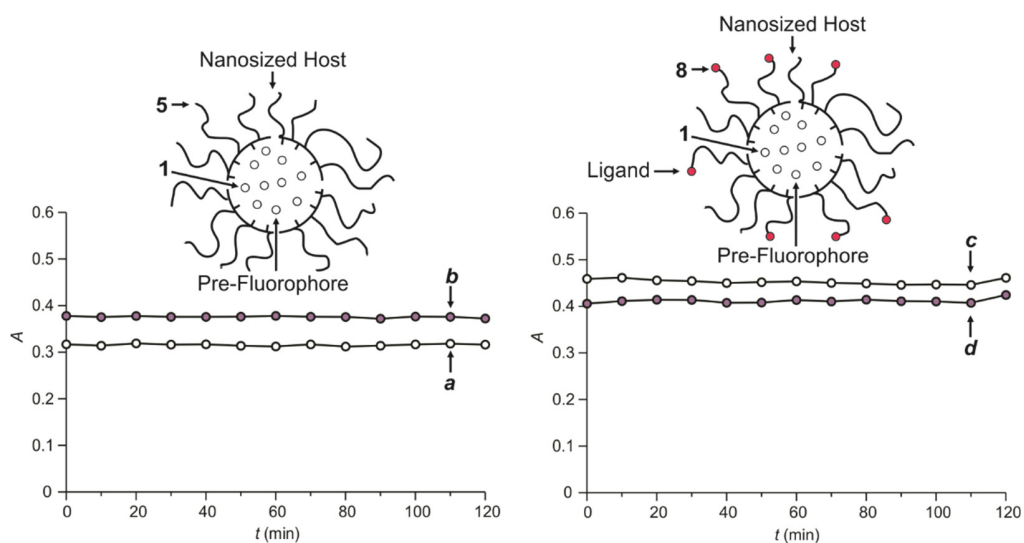 Nanosized Host
5
1
Pre-Fluorophore
0.6
0.5
0.4
0.3
0.2
0.1
0
A
b
a
0 20 40 60 80 100 120
t (min)
Nanosized Host
8
1
Ligand
Pre-Fluorophore
0.6
0.5
0.4
0.3
0.2
0.1
0
A
c
d
0 20 40 60 80 100 120
t (min)